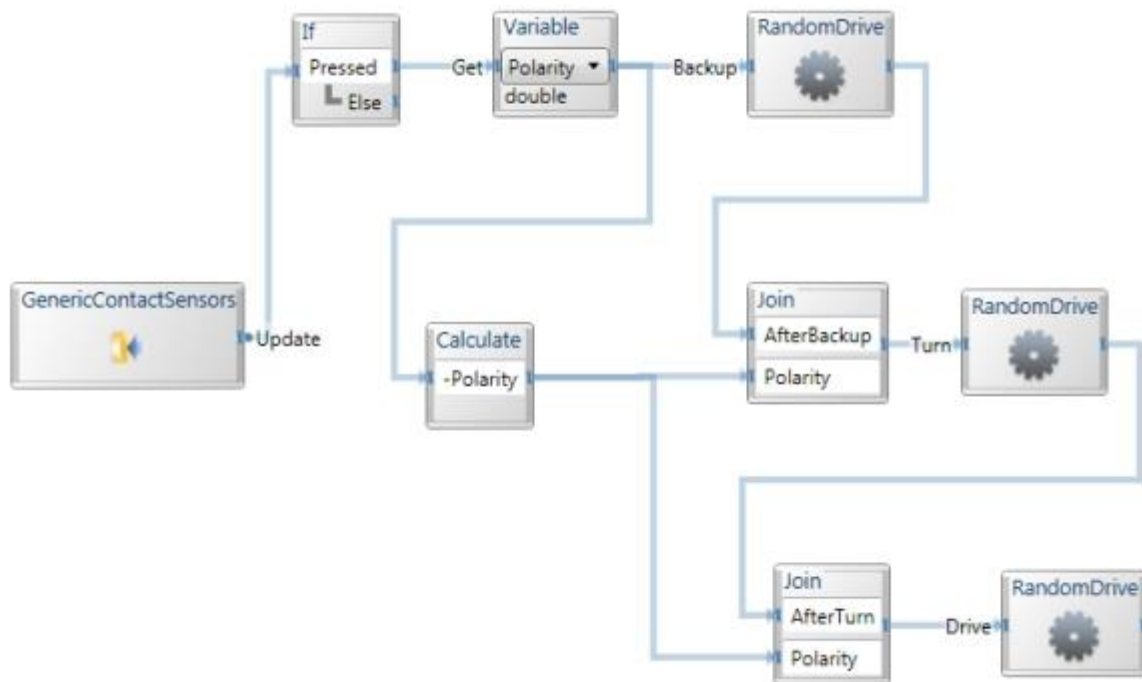 If
Pressed
Else
Get
Variable
Polarity
double
Backup
RandomDrive
GenericContactSensors
Update
Calculate
-Polarity
Join
AfterBackup
Polarity
Turn
RandomDrive
Join
AfterTurn
Polarity
Drive
RandomDrive